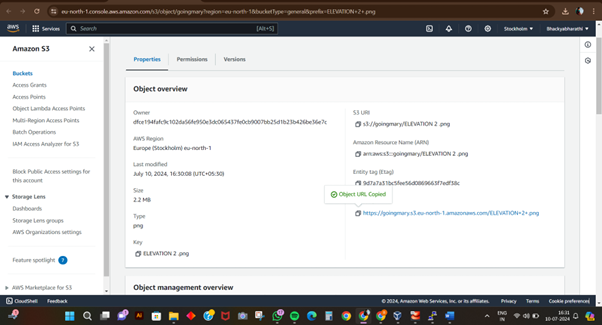 eu-north-1.console.aws.amazon.com/s3/object/goingmary?region=eu-north-1&bucketType=general&prefix=ELEVATION+2+.png
aws
Services
Search
[Alt+S]
Stockholm
Bhackyabharathi
Amazon S3
Buckets
Access Grants
Access Points
Object Lambda Access Points
Multi-Region Access Points
Batch Operations
IAM Access Analyzer for S3
Block Public Access settings for
this account
Storage Lens
Dashboards
Storage Lens groups
AWS Organizations settings
Feature spotlight 7
AWS Marketplace for S3
Properties
Permissions
Versions
Object overview
Owner
AWS Region
Europe (Stockholm) eu-north-1
Last modified
July 10, 2024, 16:30:08 (UTC+05:30)
Size
2.2 MB
Type
png
Key
ELEVATION 2 .png
S3 URI
s3://goingmary/ELEVATION 2 .png
Amazon Resource Name (ARN)
arn:aws:s3:::goingmary/ELEVATION 2 .png
Entity tag (Etag)
9d7a7a31bc5fee56d0869663f7edf38c
Object URL Copied
https://goingmary.s3.eu-north-1.amazonaws.com/ELEVATION+2+.png
Object management overview
CloudShell
Feedback
© 2024, Amazon Web Services, Inc. or its affiliates.
Privacy
Terms
Cookie preferences
ENG
IN
16:31
10-07-2024